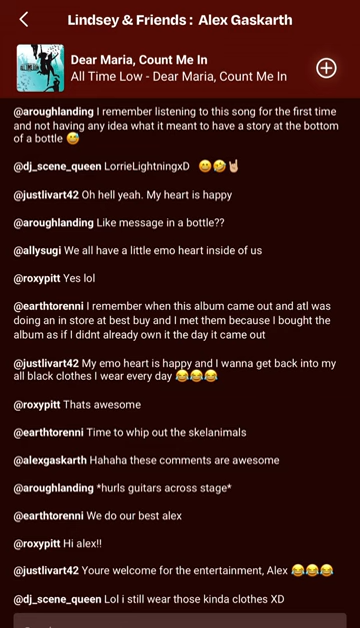 Lindsey & Friends : Alex Gaskarth
Dear Maria, Count Me In
All Time Low - Dear Maria, Count Me In
@aroughlanding I remember listening to this song for the first time
and not having any idea what it meant to have a story at the bottom
of a bottle 😅
@dj_scene_queen LorrieLightningxD 😀🤣🤘🏻
@justlivart42 Oh hell yeah. My heart is happy
@aroughlanding Like message in a bottle??
@allysugi We all have a little emo heart inside of us
@roxypitt Yes lol
@earthtorenni I remember when this album came out and atl was
doing an in store at best buy and I met them because I bought the
album as if I didnt already own it the day it came out
@justlivart42 My emo heart is happy and I wanna get back into my
all black clothes I wear every day 😂😂😂
@roxypitt Thats awesome
@earthtorenni Time to whip out the skelanimals
@alexgaskarth Hahaha these comments are awesome
@aroughlanding *hurls guitars across stage*
@earthtorenni We do our best alex
@roxypitt Hi alex!!
@justlivart42 Youre welcome for the entertainment, Alex 😂😂😂
@dj_scene_queen Lol i still wear those kinda clothes XD